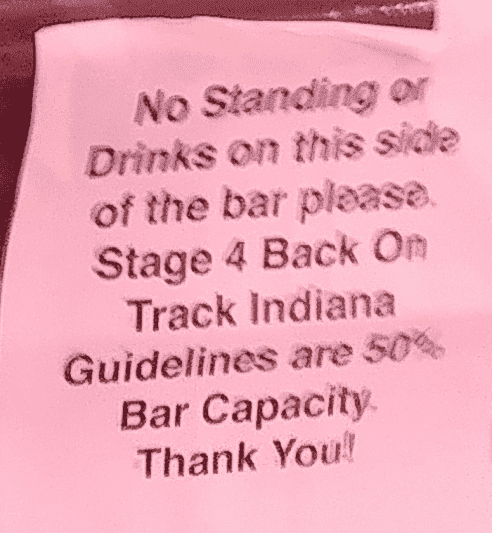 No Standing or
Drinks on this side
of the bar please.
Stage 4 Back On
Track Indiana
Guidelines are 50%
Bar Capacity.
Thank You!!